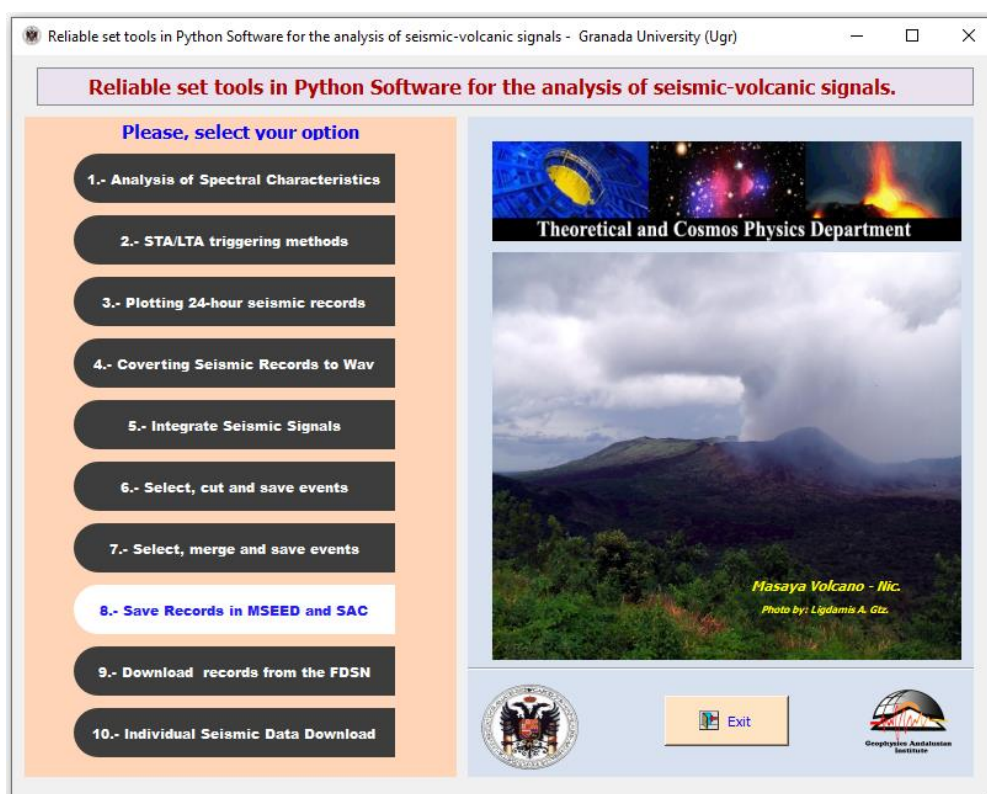 Reliable set tools in Python Software for the analysis of seismic-volcanic signals - Granada University (Ugr)
Reliable set tools in Python Software for the analysis of seismic-volcanic signals.
Please, select your option
1.- Analysis of Spectral Characteristics
2.- STA/LTA triggering methods
3.- Plotting 24-hour seismic records
4.- Coverting Seismic Records to Wav
5.- Integrate Seismic Signals
6.- Select, cut and save events
7.- Select, merge and save events
8.- Save Records in MSEED and SAC
9.- Download records from the FDSN
10.- Individual Seismic Data Download
Theoretical and Cosmos Physics Department
Masaya Volcano - Nic.
Photo by: Ligdamis A. Gtz.
Exit
Geophysics Andalusian
Institute